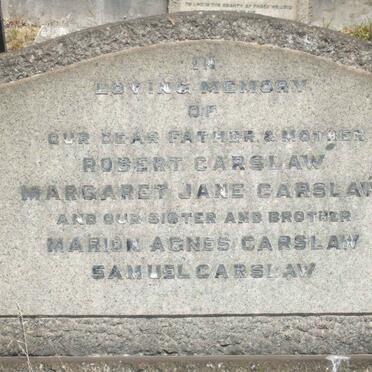 IN
LOVING MEMORY
OF
OUR DEAR FATHER & MOTHER
ROBERT CARSLAW
MARGARET JANE CARSLAW
AND OUR SISTER AND BROTHER
MARION AGNES CARSLAW
SAMUEL CARSLAW